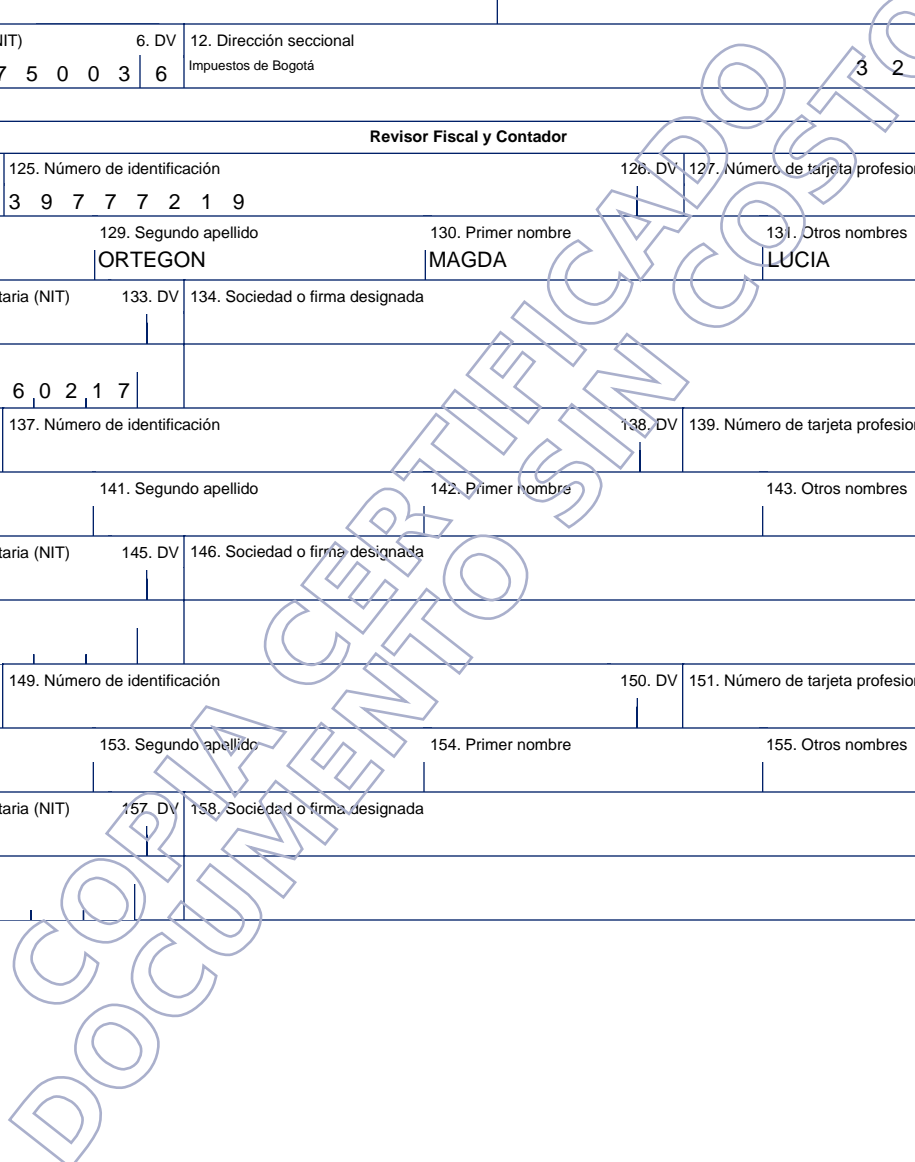 NIT) 6. DV 12. Dirección seccional
7 5 0 0 3 6 Impuestos de Bogotá 3 2
Revisor Fiscal y Contador
125. Número de identificación 126. DV 127. Número de tarjeta profesion
3 9 7 7 7 2 1 9
129. Segundo apellido 130. Primer nombre 131. Otros nombres
ORTEGON MAGDA LUCIA
taria (NIT) 133. DV 134. Sociedad o firma designada
6 0 2 1 7
137. Número de identificación 138. DV 139. Número de tarjeta profesion
141. Segundo apellido 142. Primer nombre 143. Otros nombres
taria (NIT) 145. DV 146. Sociedad o firma designada
149. Número de identificación 150. DV 151. Número de tarjeta profesion
153. Segundo apellido 154. Primer nombre 155. Otros nombres
taria (NIT) 157. DV 158. Sociedad o firma designada
COPIA CERTIFICADO
DOCUMENTO SIN COSTO